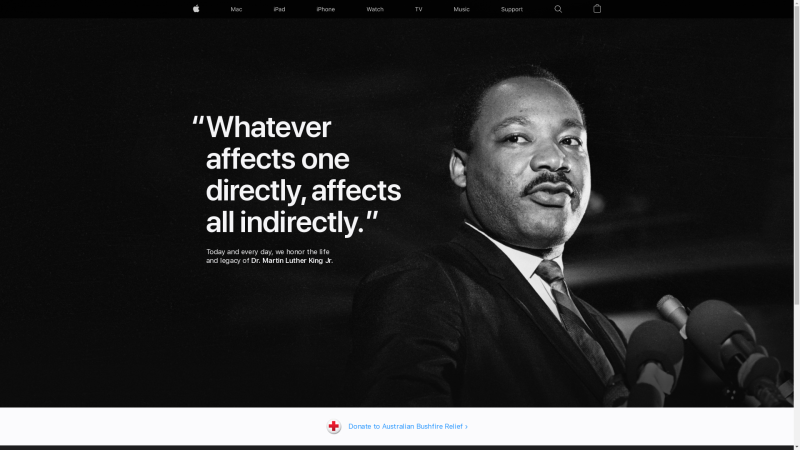 Mac iPad iPhone Watch TV Music Support
“Whatever
affects one
directly, affects
all indirectly.”
Today and every day, we honor the life
and legacy of Dr. Martin Luther King Jr.
Donate to Australian Bushfire Relief ›